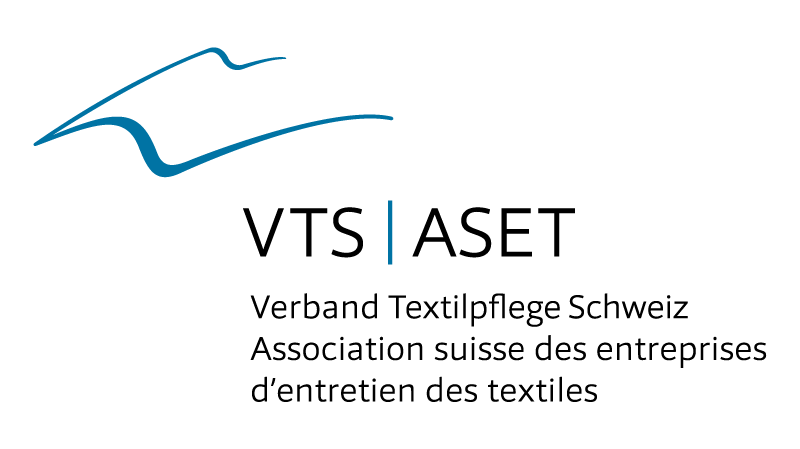 VTS | ASET
Verband Textilpflege Schweiz
Association suisse des entreprises
d’entretien des textiles